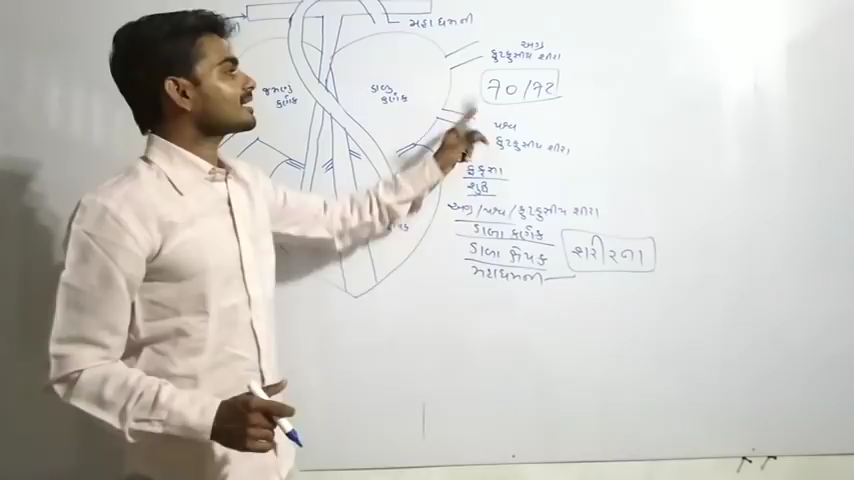 મહાધમની
અગ્ર
ફુફ્ફુસીય શીરા
જમણું
કર્ણક
ડાબું
કર્ણક
70/72
પશ્વ
ફુફ્ફુસીય શીરા
શુદ્ધ
અગ્ર/પશ્વ/ફુફ્ફુસીય શીરા
ડાબા કર્ણક
ડાબા ક્ષેપક
મહાધમની
શરીરના